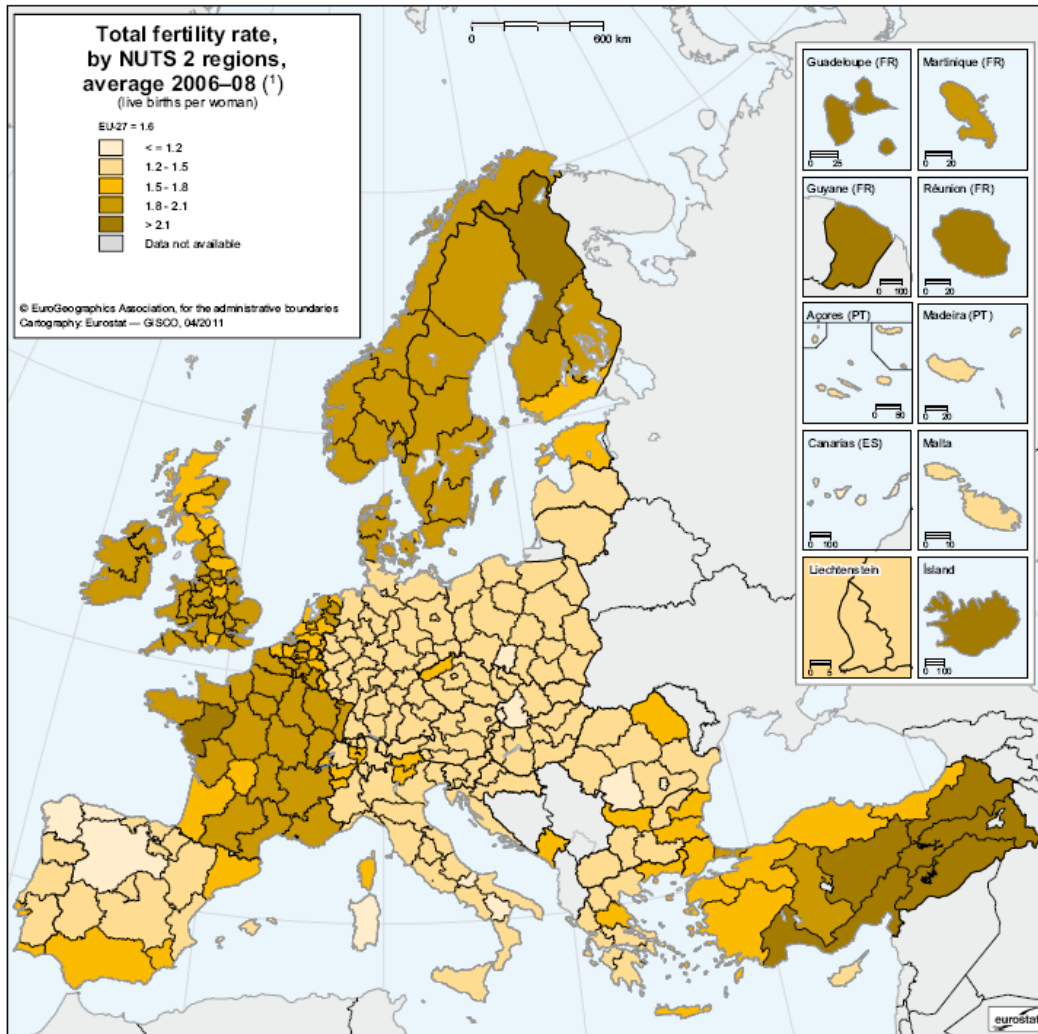 Total fertility rate,
by NUTS 2 regions,
average 2006–08 (¹)
(live births per woman)
EU-27 = 1.6
< = 1.2
1.2 - 1.5
1.5 - 1.8
1.8 - 2.1
> 2.1
Data not available
© EuroGeographics Association, for the administrative boundaries
Cartography: Eurostat — GISCO, 04/2011
0 600 km
Guadeloupe (FR)
0 25
Martinique (FR)
0 20
Guyane (FR)
0 100
Réunion (FR)
0 20
Açores (PT)
0 50
Madeira (PT)
0 20
Canarias (ES)
0 100
Malta
0 10
Liechtenstein
0 5
Ísland
0 100
eurostat